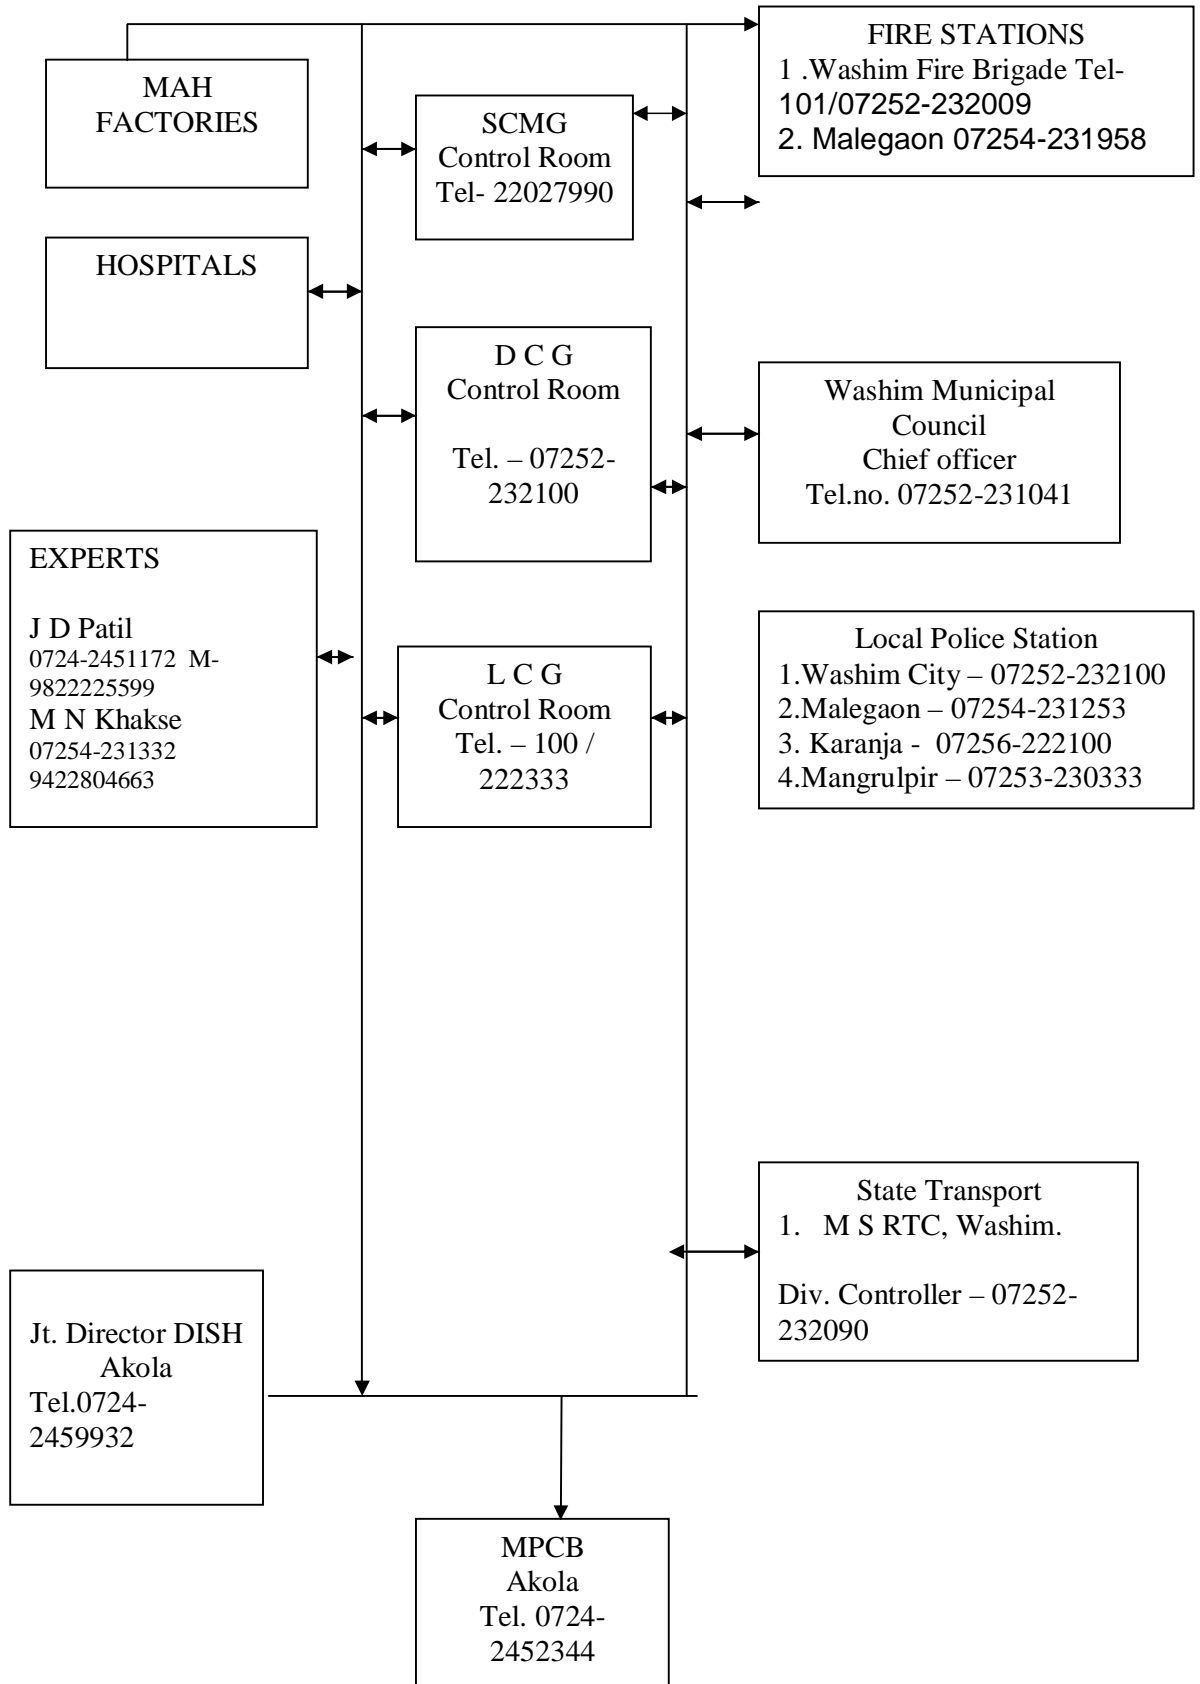 MAH
FACTORIES
FIRE STATIONS
1 .Washim Fire Brigade Tel-
101/07252-232009
2. Malegaon 07254-231958
SCMG
Control Room
Tel- 22027990
HOSPITALS
D C G
Control Room
Tel. – 07252-
232100
Washim Municipal
Council
Chief officer
Tel.no. 07252-231041
EXPERTS
J D Patil
0724-2451172 M-
9822225599
M N Khakse
07254-231332
9422804663
L C G
Control Room
Tel. – 100 /
222333
Local Police Station
1.Washim City – 07252-232100
2.Malegaon – 07254-231253
3. Karanja - 07256-222100
4.Mangrulpir – 07253-230333
State Transport
1. M S RTC, Washim.
Div. Controller – 07252-
232090
Jt. Director DISH
Akola
Tel.0724-
2459932
MPCB
Akola
Tel. 0724-
2452344